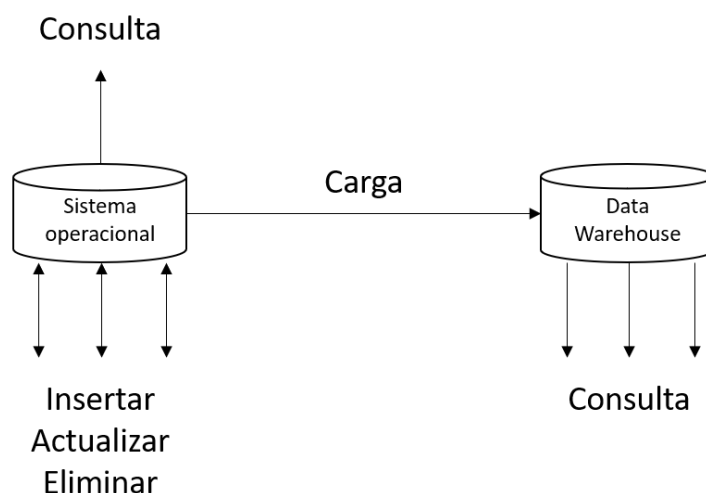 Consulta
Carga
Sistema
operacional
Data
Warehouse
Insertar
Actualizar
Eliminar
Consulta